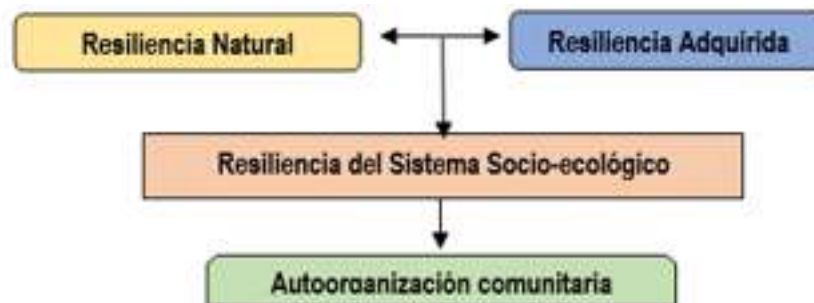 Resiliencia Natural
Resiliencia Adquirida
Resiliencia del Sistema Socio-ecológico
Autoorganización comunitaria